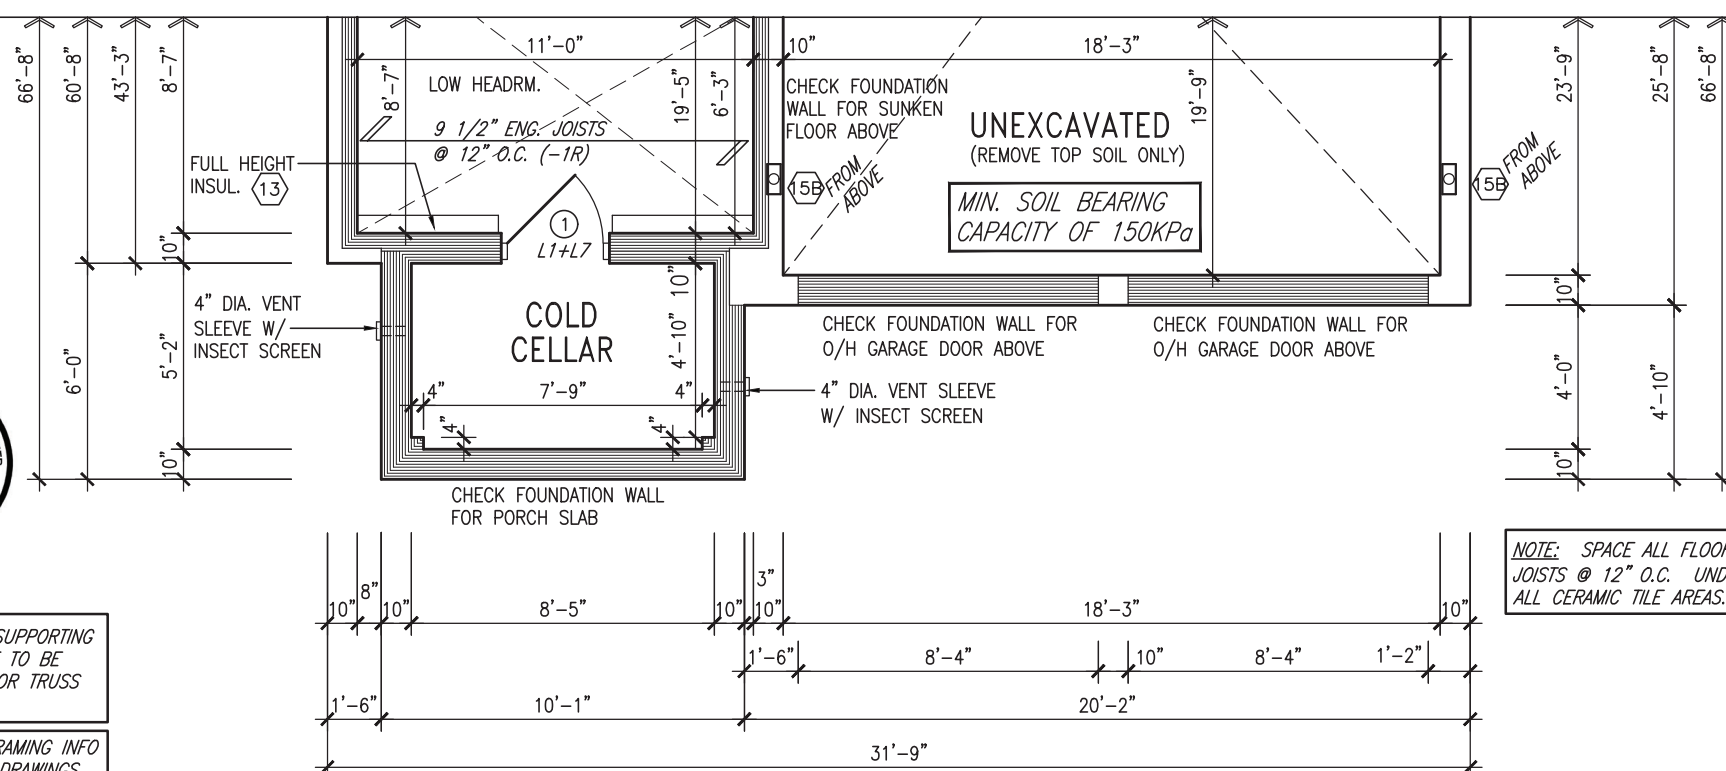 66'-8"
60'-8"
43'-3"
8'-7"
11'-0"
10"
18'-3"
23'-9"
25'-8"
66'-8"
LOW HEADRM.
8'-7"
19'-5"
6'-3"
9 1/2" ENG. JOISTS
@ 12" O.C. (-1R)
CHECK FOUNDATION
WALL FOR SUNKEN
FLOOR ABOVE
19'-9"
UNEXCAVATED
(REMOVE TOP SOIL ONLY)
MIN. SOIL BEARING
CAPACITY OF 150KPa
15B
FROM
ABOVE
15B
FROM
ABOVE
FULL HEIGHT
INSUL.
13
1
L1+L7
10"
10"
10"
4" DIA. VENT
SLEEVE W/
INSECT SCREEN
COLD
CELLAR
4'-10"
CHECK FOUNDATION WALL FOR
O/H GARAGE DOOR ABOVE
CHECK FOUNDATION WALL FOR
O/H GARAGE DOOR ABOVE
6'-0"
5'-2"
4'-0"
4'-10"
4"
7'-9"
4"
4" DIA. VENT SLEEVE
W/ INSECT SCREEN
4"
4"
10"
10"
CHECK FOUNDATION WALL
FOR PORCH SLAB
NOTE: SPACE ALL FLOOR
JOISTS @ 12" O.C. UND
ALL CERAMIC TILE AREAS.
10"
8"
10"
8'-5"
10"
3"
10"
18'-3"
10"
SUPPORTING
TO BE
OR TRUSS
1'-6"
8'-4"
10"
8'-4"
1'-2"
1'-6"
10'-1"
20'-2"
RAMING INFO
DRAWINGS
31'-9"